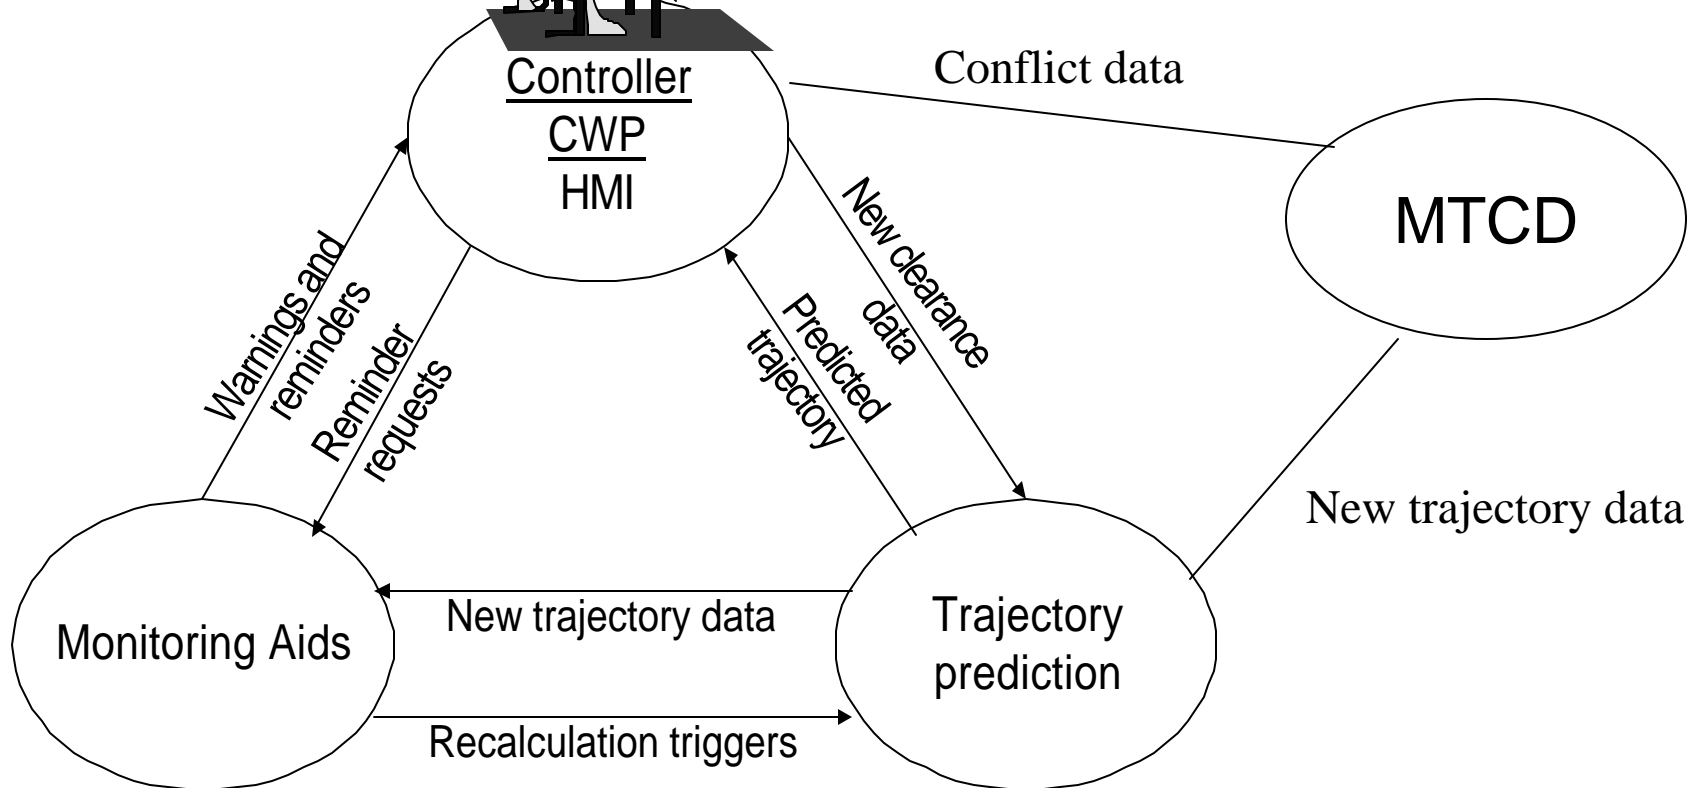 Controller
CWP
HMI
Conflict data
MTCD
Warnings and
reminders
Reminder
requests
New clearance
data
Predicted
trajectory
New trajectory data
Monitoring Aids
New trajectory data
Trajectory
prediction
Recalculation triggers